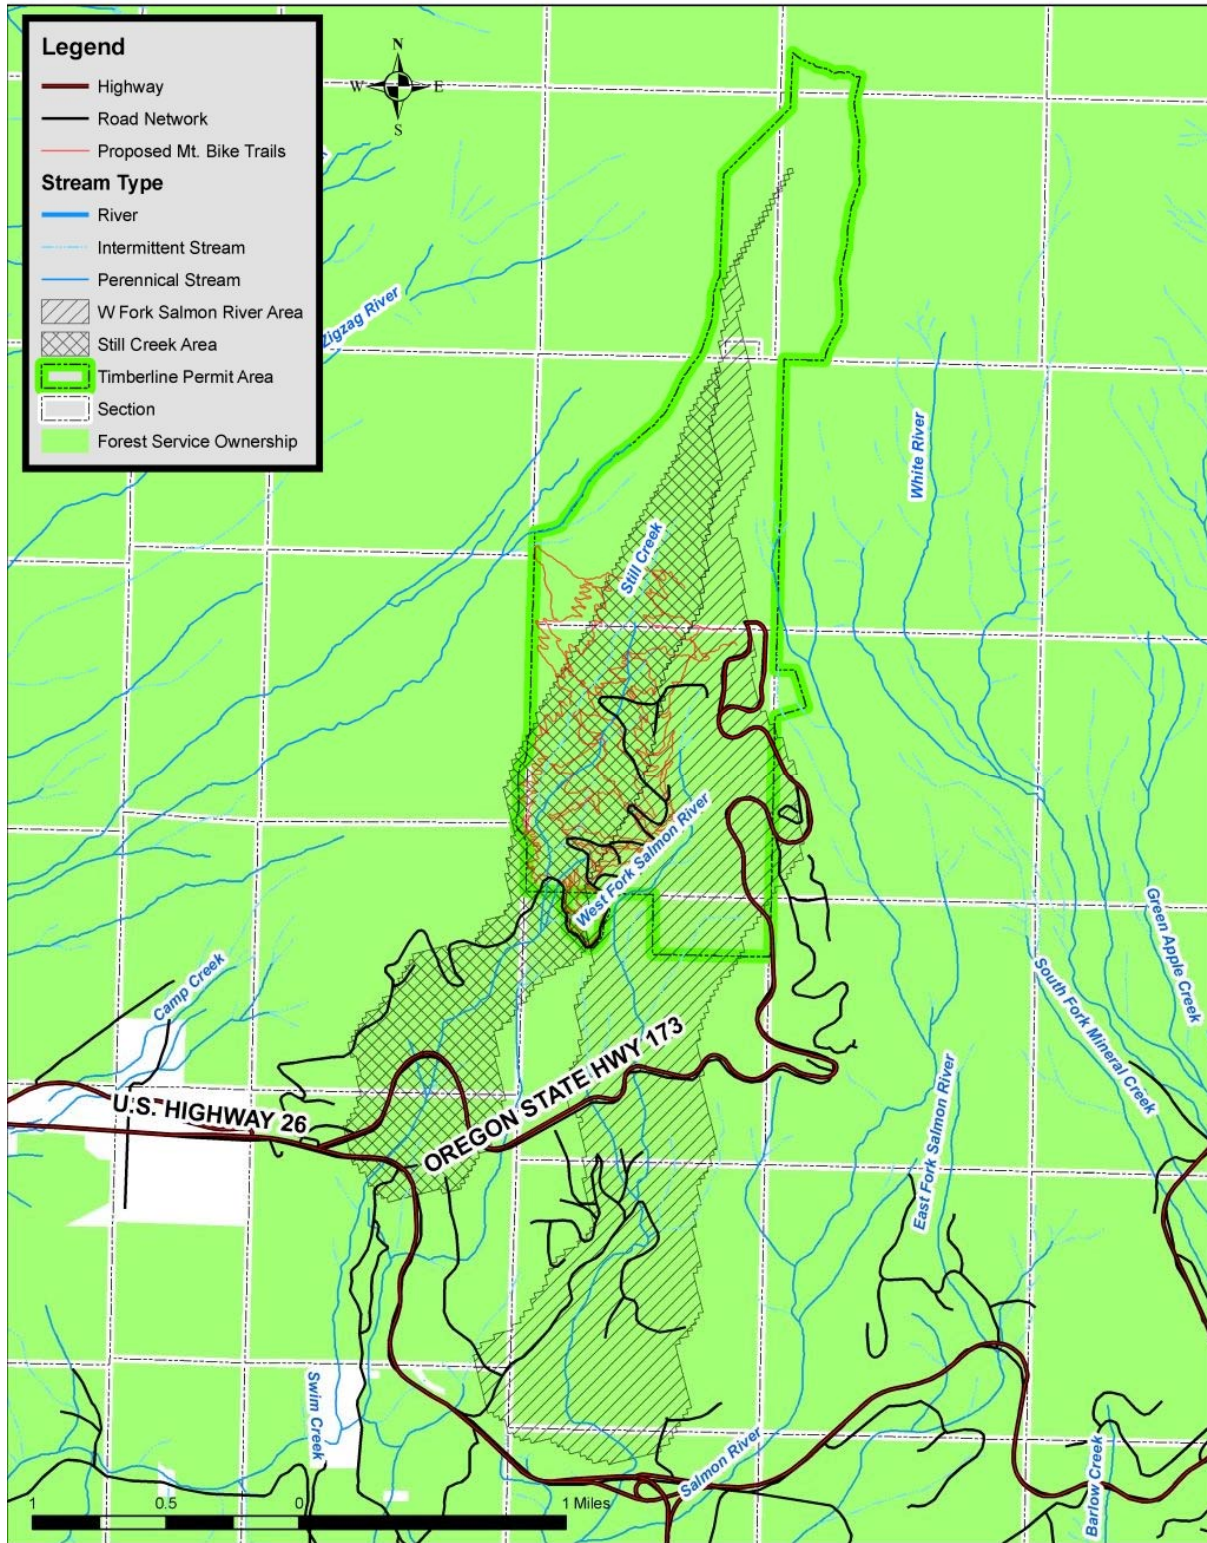 Legend
Highway
Road Network
Proposed Mt. Bike Trails
Stream Type
River
Intermittent Stream
Perennical Stream
W Fork Salmon River Area
Still Creek Area
Timberline Permit Area
Section
Forest Service Ownership
N
W
E
S
Zigzag River
White River
Still Creek
West Fork Salmon River
Green Apple Creek
Camp Creek
South Fork Mineral Creek
OREGON STATE HWY 173
U.S. HIGHWAY 26
East Fork Salmon River
Swim Creek
Salmon River
Barlow Creek
1 0.5 0 1 Miles